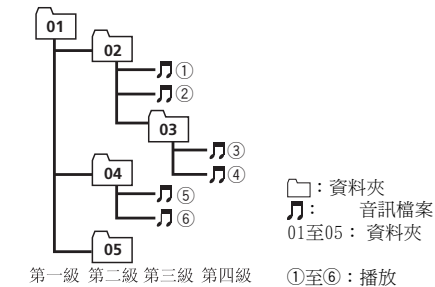 01
02
①
②
03
③
④
04
⑤
⑥
05
第一級 第二級 第三級 第四級
：資料夾
： 音訊檔案
01至05： 資料夾
①至⑥：播放